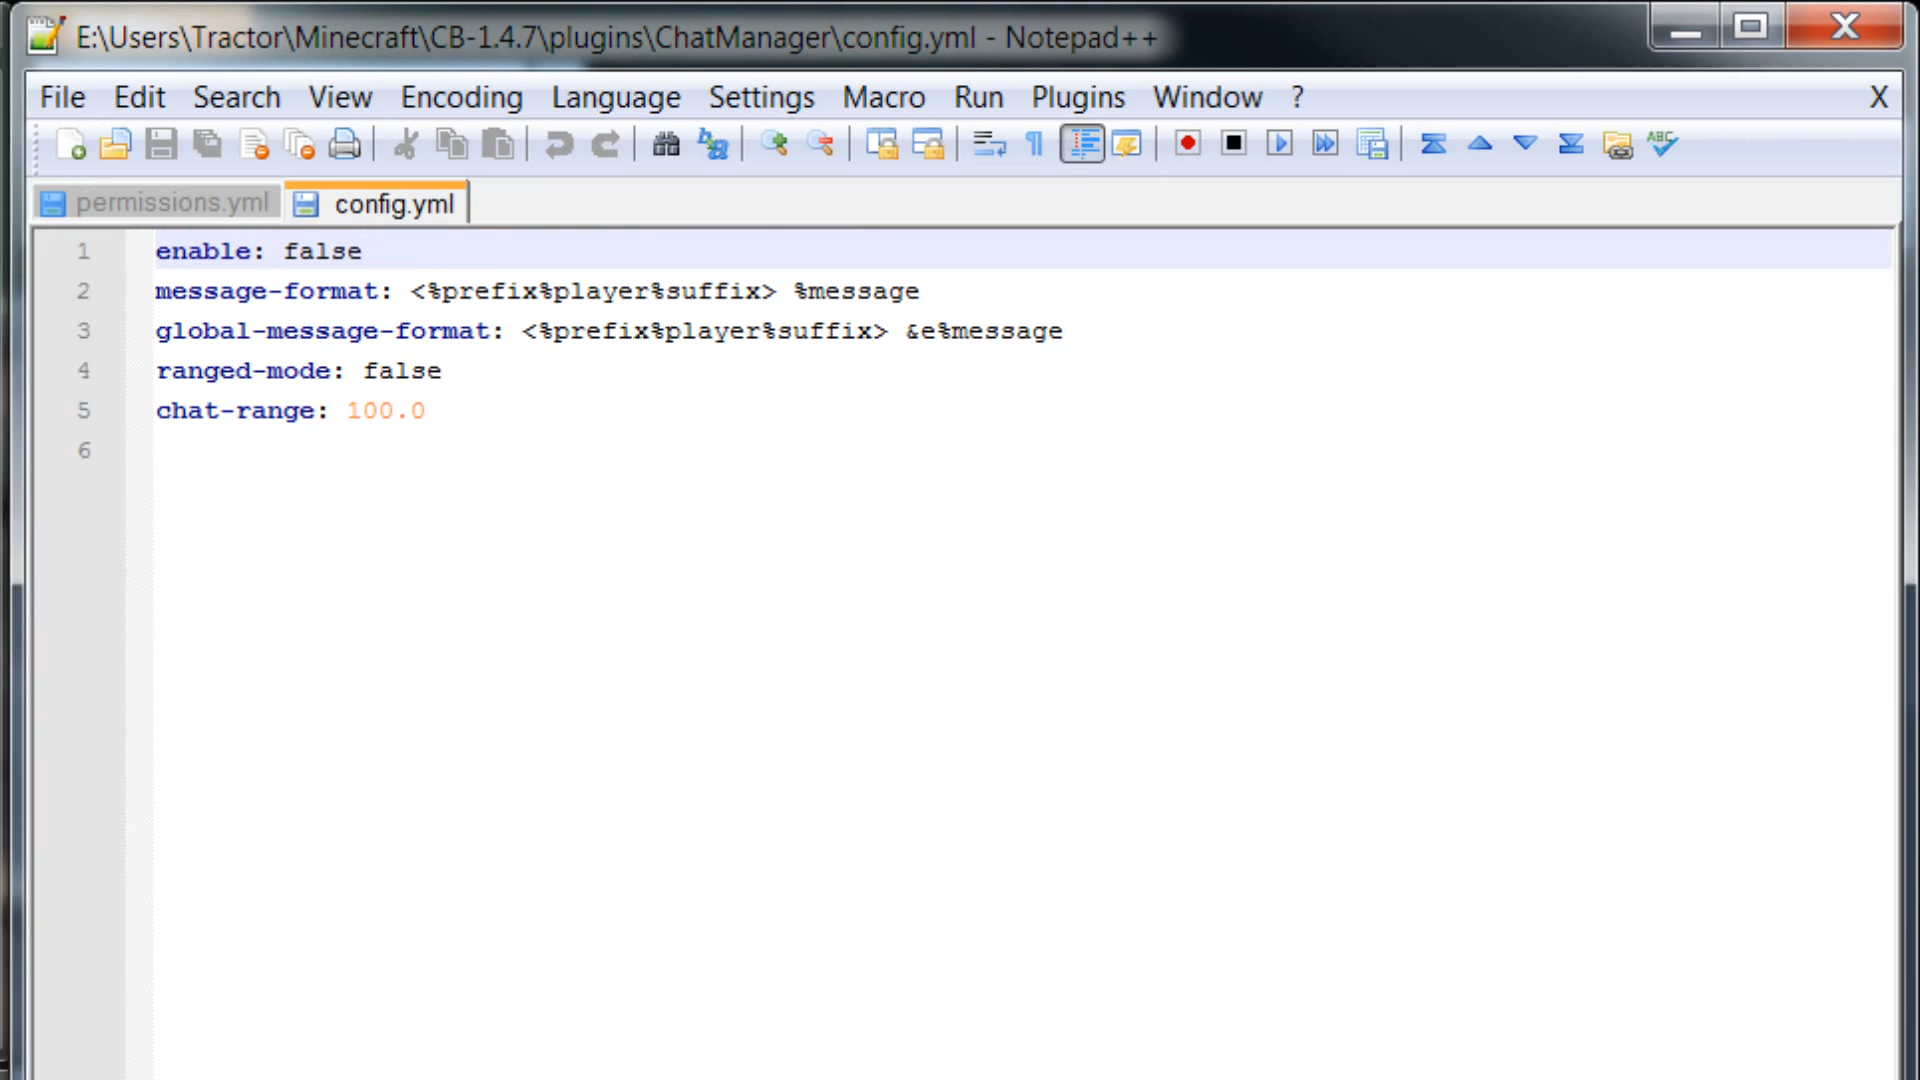 E:\Users\Tractor\Minecraft\CB-1.4.7\plugins\ChatManager\config.yml - Notepad++
File Edit Search View Encoding Language Settings Macro Run Plugins Window ? X
ABC
permissions.yml config.yml
1 enable: false
2 message-format: <%prefix%player%suffix> %message
3 global-message-format: <%prefix%player%suffix> &e%message
4 ranged-mode: false
5 chat-range: 100.0
6